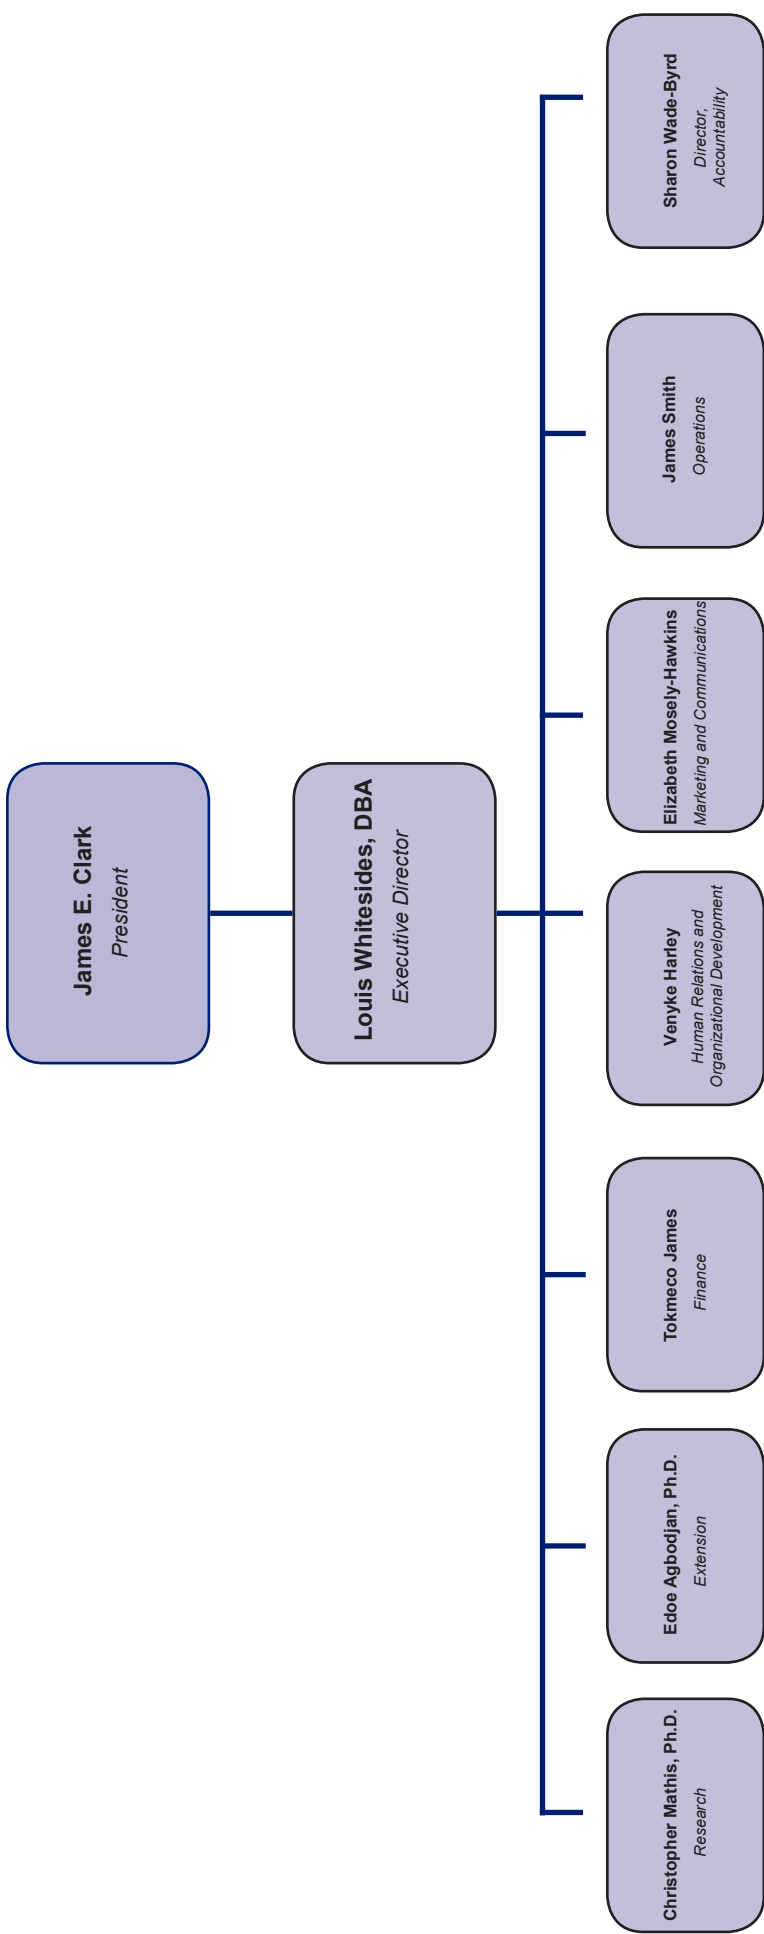 James E. Clark
President
Louis Whitesides, DBA
Executive Director
Christopher Mathis, Ph.D.
Research
Edoe Agbodjan, Ph.D.
Extension
Tokmeco James
Finance
Venyke Harley
Human Relations and
Organizational Development
Elizabeth Mosely-Hawkins
Marketing and Communications
James Smith
Operations
Sharon Wade-Byrd
Director,
Accountability